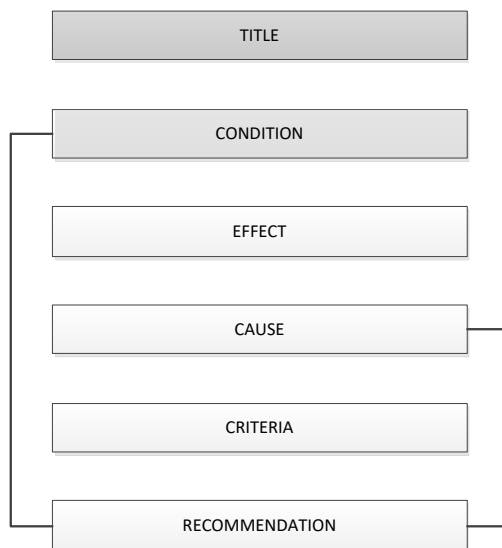 TITLE
CONDITION
EFFECT
CAUSE
CRITERIA
RECOMMENDATION